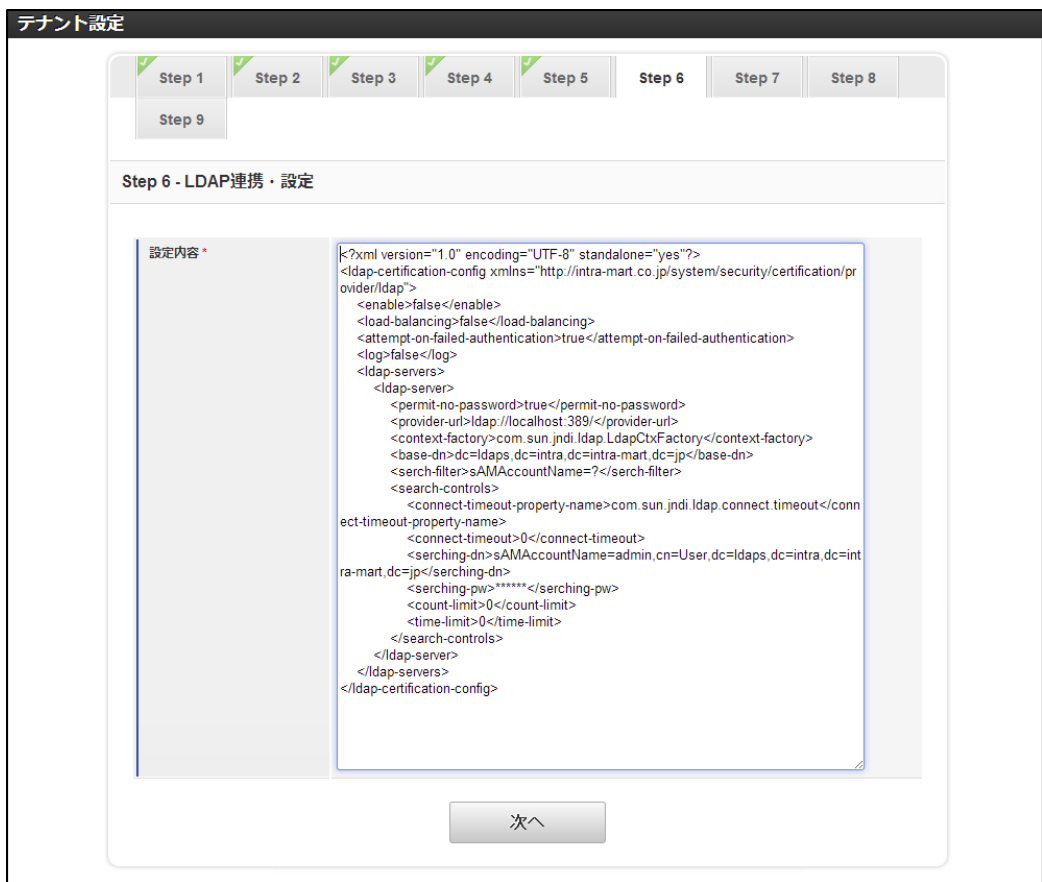 テナント設定
Step 1 Step 2 Step 3 Step 4 Step 5 Step 6 Step 7 Step 8
Step 9
Step 6 - LDAP連携・設定
設定内容 *
<?xml version="1.0" encoding="UTF-8" standalone="yes"?>
<ldap-certification-config xmlns="http://intra-mart.co.jp/system/security/certification/pr
ovider/ldap">
<enable>false</enable>
<load-balancing>false</load-balancing>
<attempt-on-failed-authentication>true</attempt-on-failed-authentication>
<log>false</log>
<ldap-servers>
<ldap-server>
<permit-no-password>true</permit-no-password>
<provider-url>ldap://localhost:389/</provider-url>
<context-factory>com.sun.jndi.ldap.LdapCtxFactory</context-factory>
<base-dn>dc=ldaps,dc=intra,dc=intra-mart,dc=jp</base-dn>
<serch-filter>sAMAccountName=?</serch-filter>
<search-controls>
<connect-timeout-property-name>com.sun.jndi.ldap.connect.timeout</conn
ect-timeout-property-name>
<connect-timeout>0</connect-timeout>
<serching-dn>sAMAccountName=admin,cn=User,dc=ldaps,dc=intra,dc=int
ra-mart,dc=jp</serching-dn>
<serching-pw>******</serching-pw>
<count-limit>0</count-limit>
<time-limit>0</time-limit>
</search-controls>
</ldap-server>
</ldap-servers>
</ldap-certification-config>
次へ